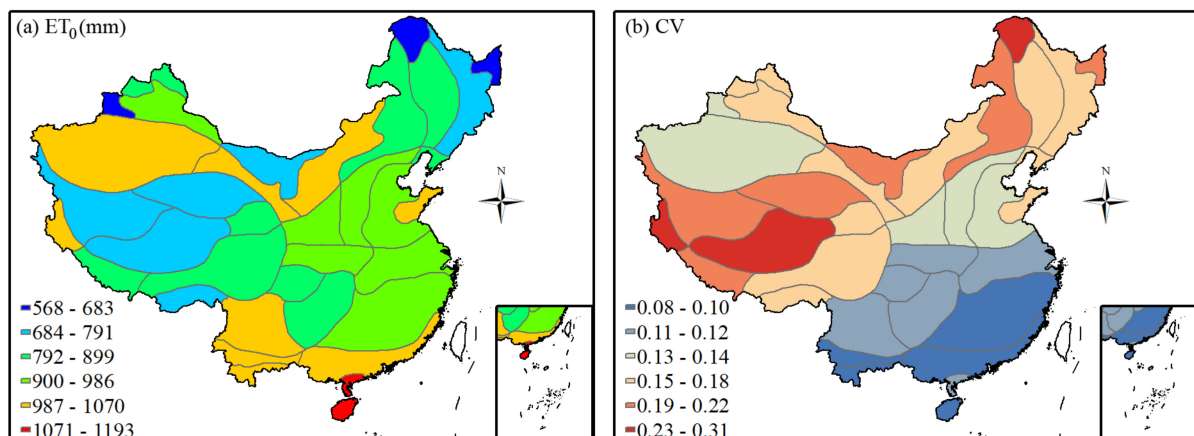 (a) ET0 (mm)
N
568 - 683
684 - 791
792 - 899
900 - 986
987 - 1070
1071 - 1193
(b) CV
N
0.08 - 0.10
0.11 - 0.12
0.13 - 0.14
0.15 - 0.18
0.19 - 0.22
0.23 - 0.31